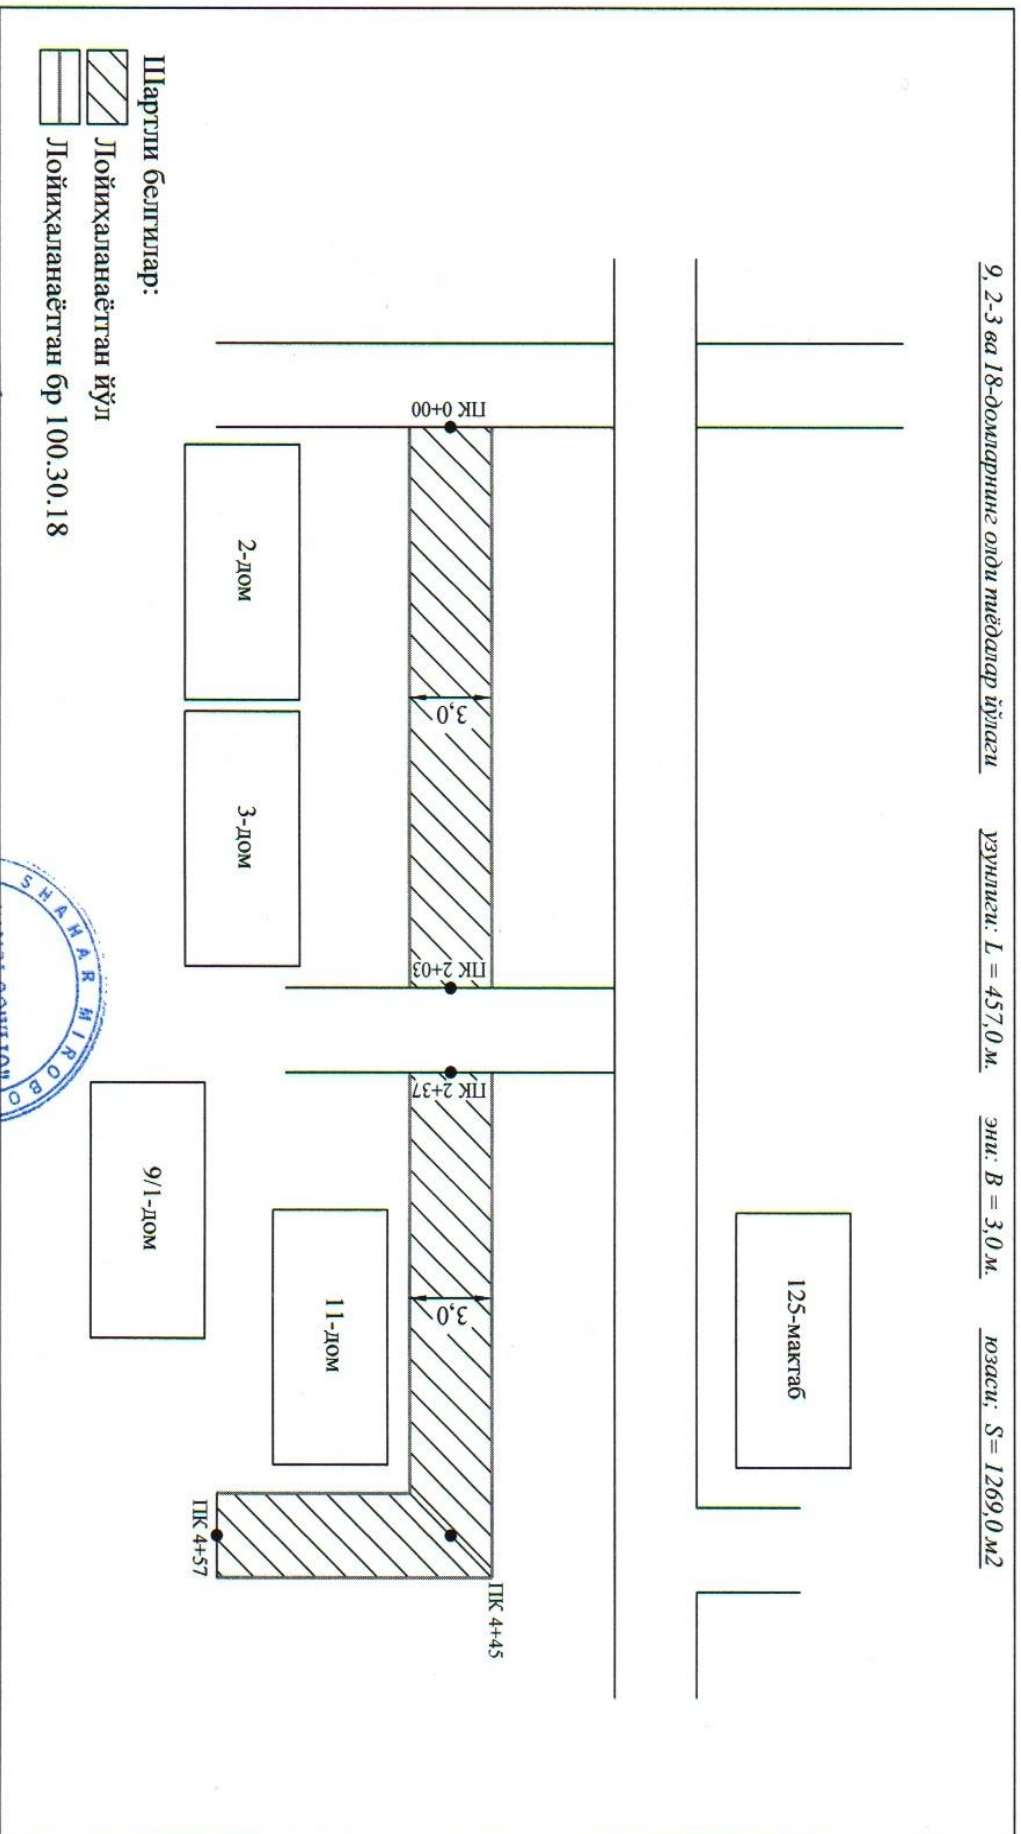 9, 2-3 ва 18-домларнинг олди пиёдалар йўлаги узунлиги: L = 457,0 м. эни: B = 3,0 м. юзаси; S= 1269,0 м2
125-мактаб
ПК 0+00
3,0
ПК 2+03
ПК 2+37
3,0
ПК 4+45
2-дом
3-дом
11-дом
9/1-дом
ПК 4+57
Шартли белгилар:
Лойиҳаланаётган йўл
Лойиҳаланаётган бр 100.30.18
SHAHAR MIROBO